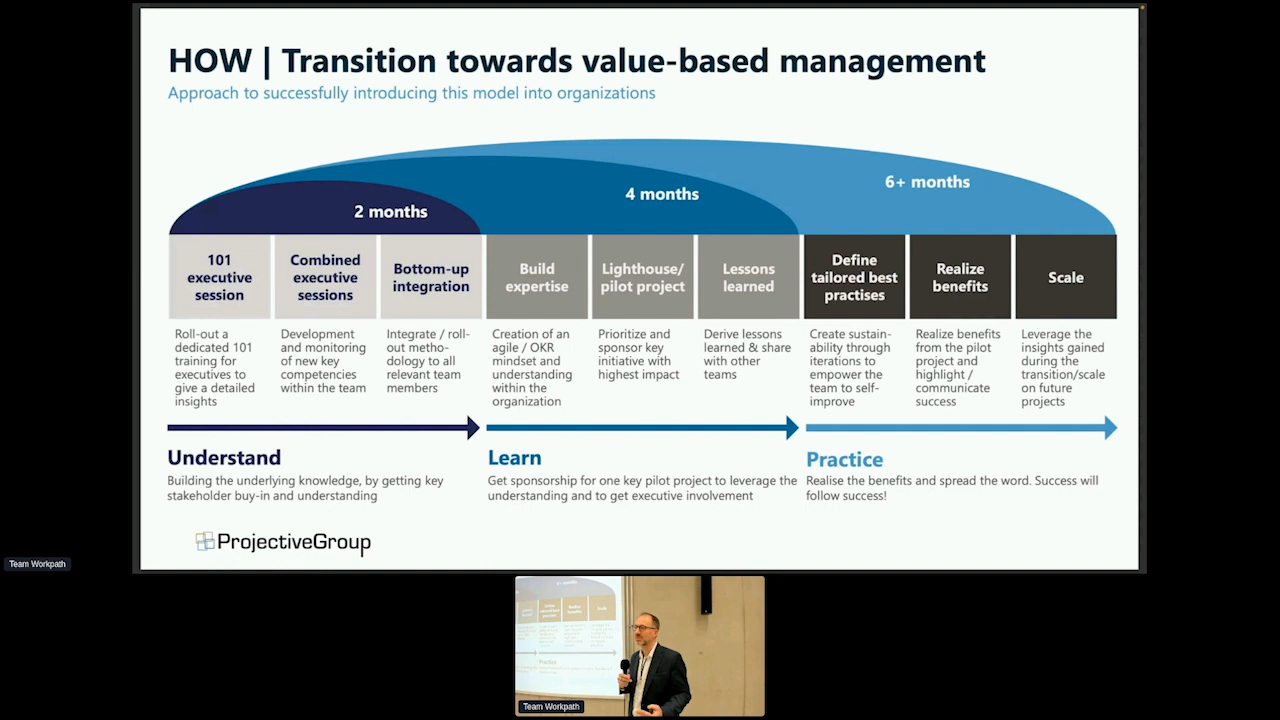 HOW | Transition towards value-based management
Approach to successfully introducing this model into organizations
2 months
4 months
6+ months
101
executive
session
Combined
executive
sessions
Bottom-up
integration
Build
expertise
Lighthouse/
pilot project
Lessons
learned
Define
tailored best
practises
Realize
benefits
Scale
Roll-out a
dedicated 101
training for
executives to
give a detailed
insights
Development
and monitoring
of new key
competencies
within the team
Integrate / roll-
out metho-
dology to all
relevant team
members
Creation of an
agile / OKR
mindset and
understanding
within the
organization
Prioritize and
sponsor key
initiative with
highest impact
Derive lessons
learned & share
with other
teams
Create sustain-
ability through
iterations to
empower the
team to self-
improve
Realize benefits
from the pilot
project and
highlight /
communicate
success
Leverage the
insights gained
during the
transition/scale
on future
projects
Understand
Building the underlying knowledge, by getting key
stakeholder buy-in and understanding
Learn
Get sponsorship for one key pilot project to leverage the
understanding and to get executive involvement
Practice
Realise the benefits and spread the word. Success will
follow success!
ProjectiveGroup
Team Workpath
Team Workpath